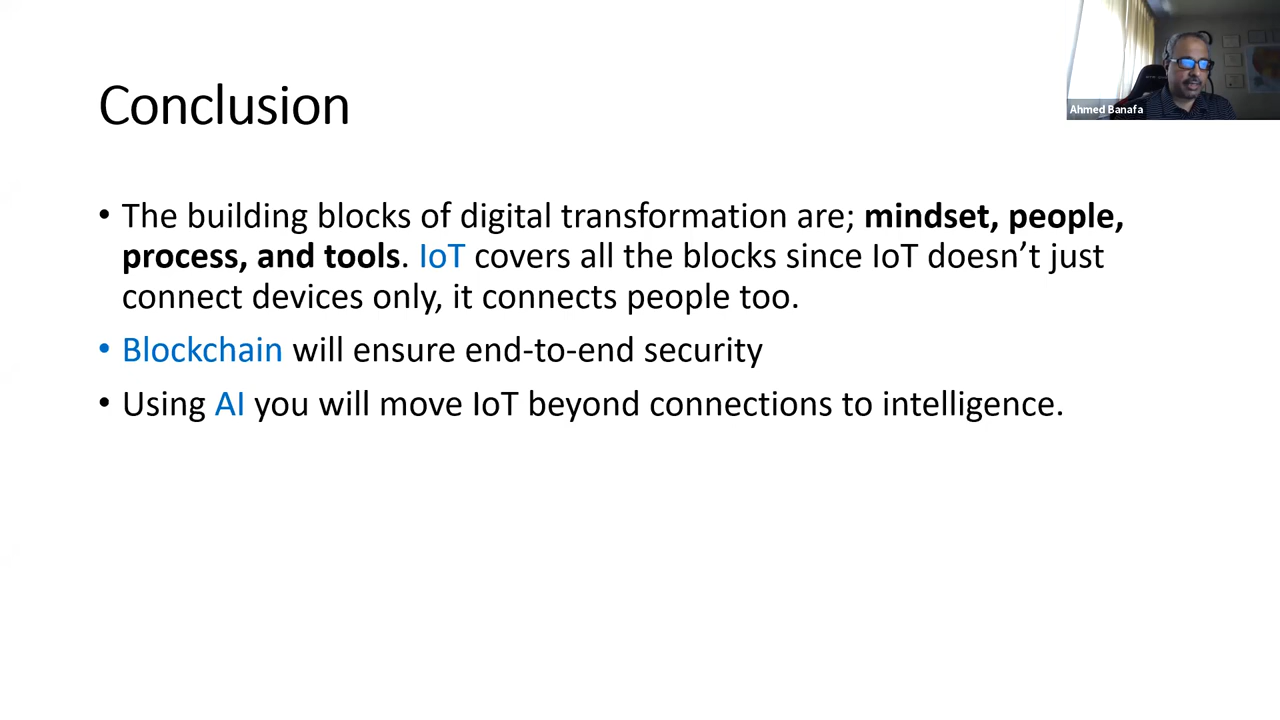 Conclusion
Ahmed Banafa
• The building blocks of digital transformation are; mindset, people,
process, and tools. IoT covers all the blocks since IoT doesn’t just
connect devices only, it connects people too.
• Blockchain will ensure end-to-end security
• Using AI you will move IoT beyond connections to intelligence.